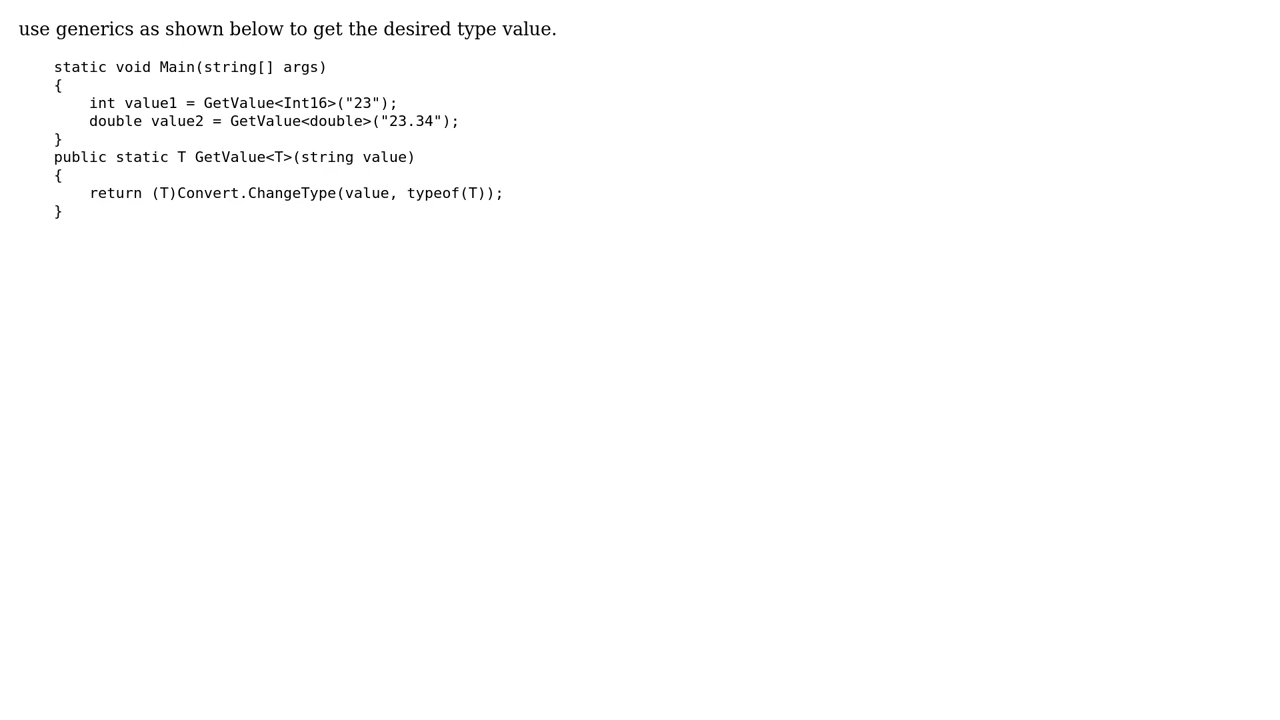 use generics as shown below to get the desired type value.
static void Main(string[] args)
{
    int value1 = GetValue<Int16>("23");
    double value2 = GetValue<double>("23.34");
}
public static T GetValue<T>(string value)
{
    return (T)Convert.ChangeType(value, typeof(T));
}